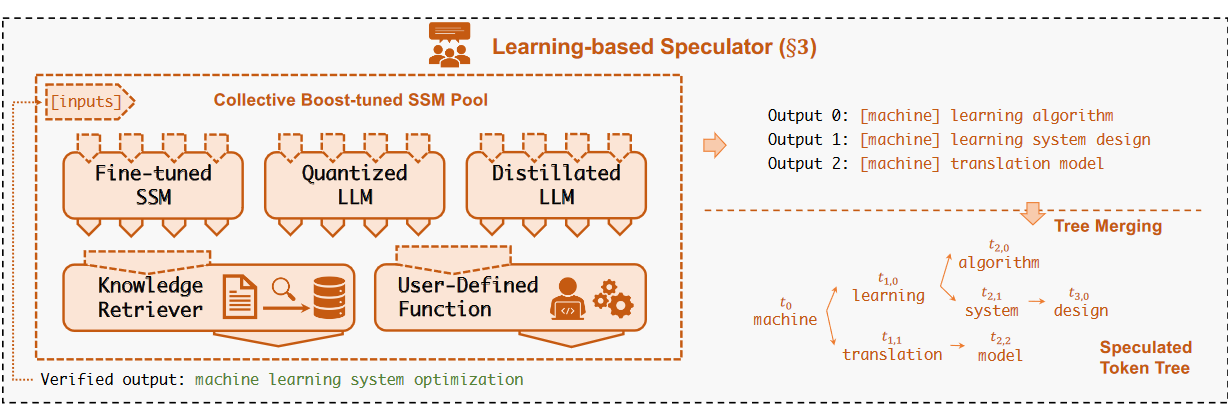 Learning-based Speculator (§3)
[inputs]
Collective Boost-tuned SSM Pool
Fine-tuned
SSM
Quantized
LLM
Distillated
LLM
Knowledge
Retriever
User-Defined
Function
Verified output: machine learning system optimization
Output 0: [machine] learning algorithm
Output 1: [machine] learning system design
Output 2: [machine] translation model
Tree Merging
t0
machine
t1,0
learning
t1,1
translation
t2,0
algorithm
t2,1
system
t2,2
model
t3,0
design
Speculated
Token Tree